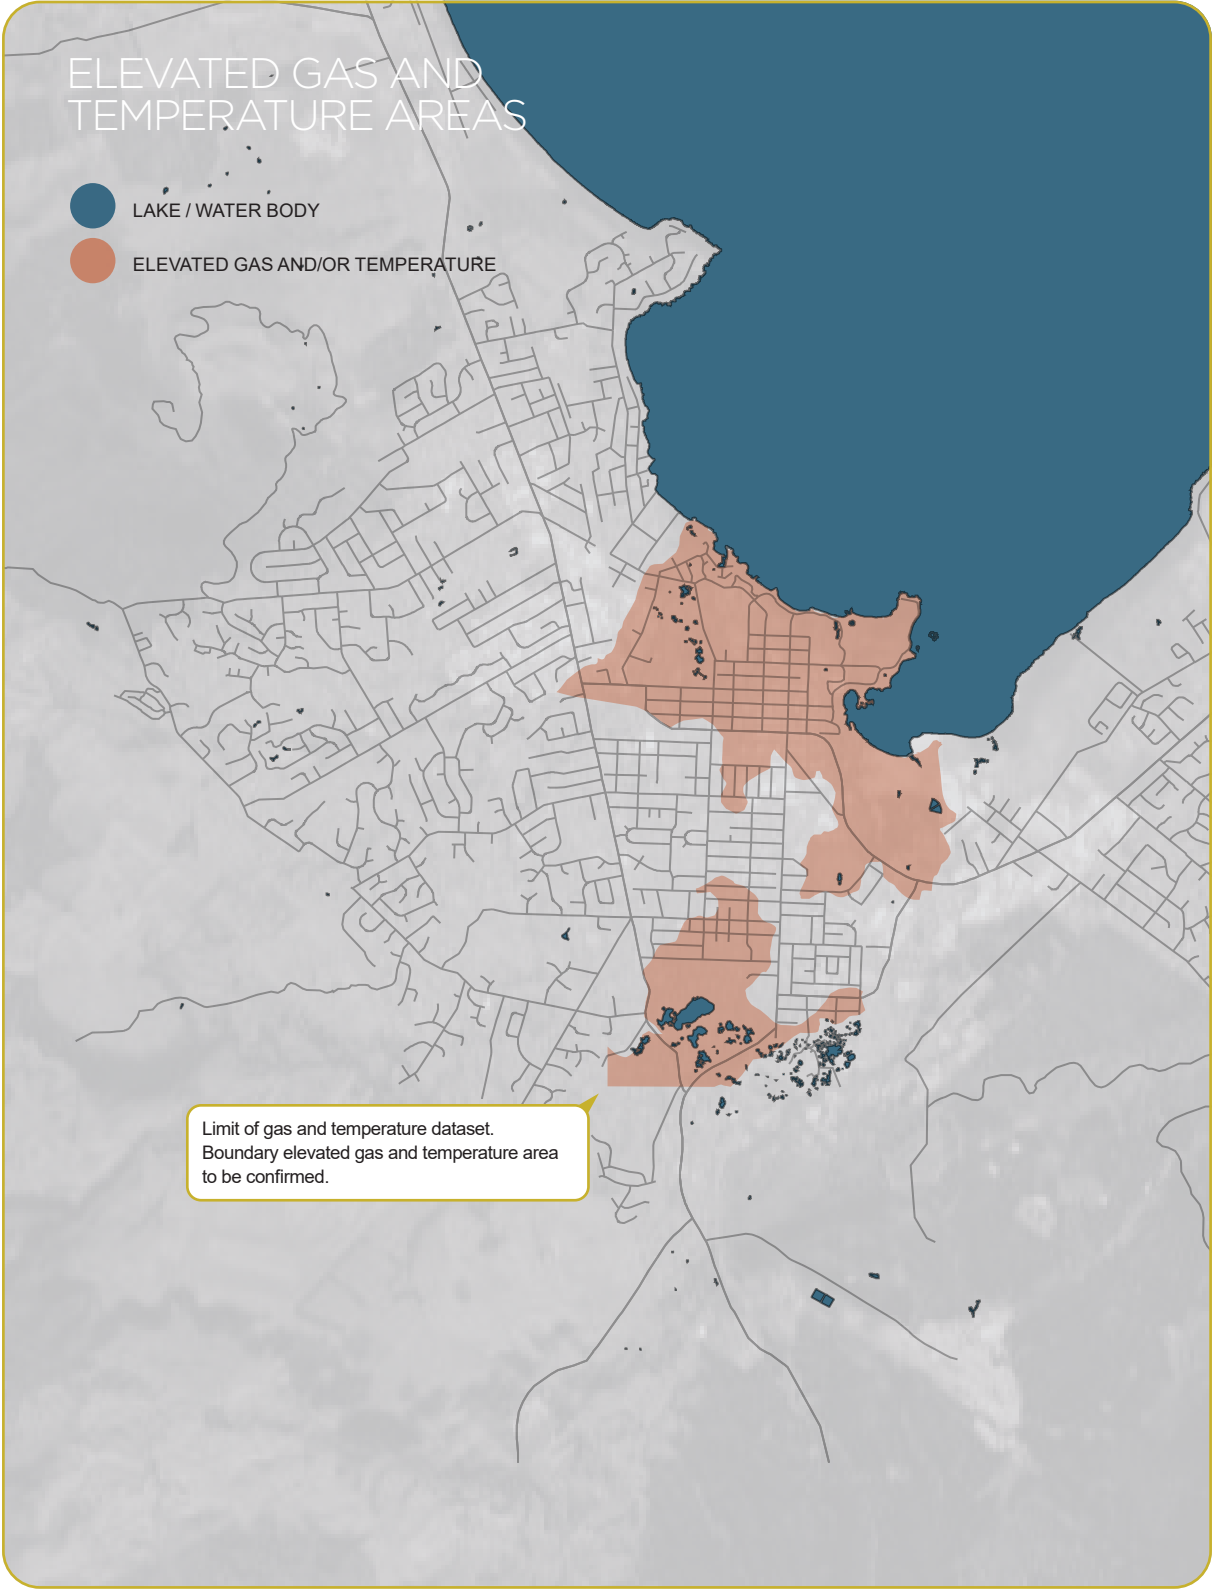 ELEVATED GAS AND
TEMPERATURE AREAS
LAKE / WATER BODY
ELEVATED GAS AND/OR TEMPERATURE
Limit of gas and temperature dataset.
Boundary elevated gas and temperature area
to be confirmed.